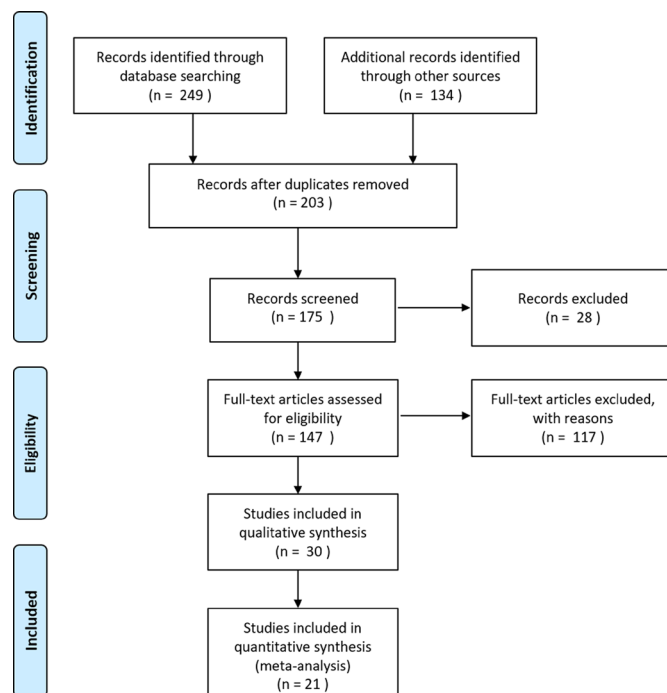 Identification
Records identified through
database searching
(n = 249 )
Additional records identified
through other sources
(n = 134 )
Records after duplicates removed
(n = 203 )
Screening
Records screened
(n = 175 )
Records excluded
(n = 28 )
Eligibility
Full-text articles assessed
for eligibility
(n = 147 )
Full-text articles excluded,
with reasons
(n = 117 )
Studies included in
qualitative synthesis
(n = 30 )
Included
Studies included in
quantitative synthesis
(meta-analysis)
(n = 21 )